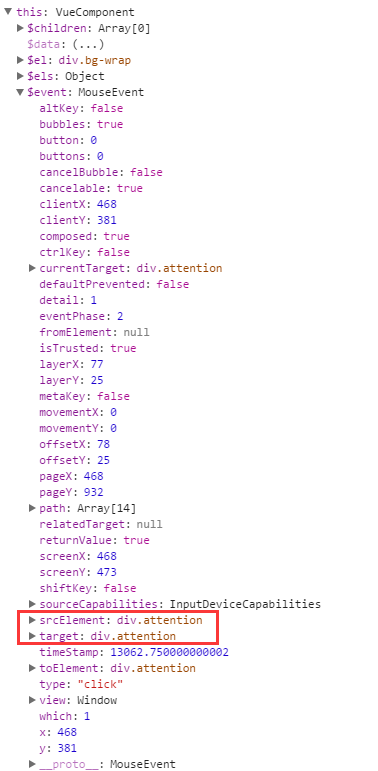 this: VueComponent
$children: Array[0]
$data: (...)
$el: div.bg-wrap
$els: Object
$event: MouseEvent
altKey: false
bubbles: true
button: 0
buttons: 0
cancelBubble: false
cancelable: true
clientX: 468
clientY: 381
composed: true
ctrlKey: false
currentTarget: div.attention
defaultPrevented: false
detail: 1
eventPhase: 2
fromElement: null
isTrusted: true
layerX: 77
layerY: 25
metaKey: false
movementX: 0
movementY: 0
offsetX: 78
offsetY: 25
pageX: 468
pageY: 932
path: Array[14]
relatedTarget: null
returnValue: true
screenX: 468
screenY: 473
shiftKey: false
sourceCapabilities: InputDeviceCapabilities
srcElement: div.attention
target: div.attention
timeStamp: 13062.750000000002
toElement: div.attention
type: "click"
view: Window
which: 1
x: 468
y: 381
__proto__: MouseEvent